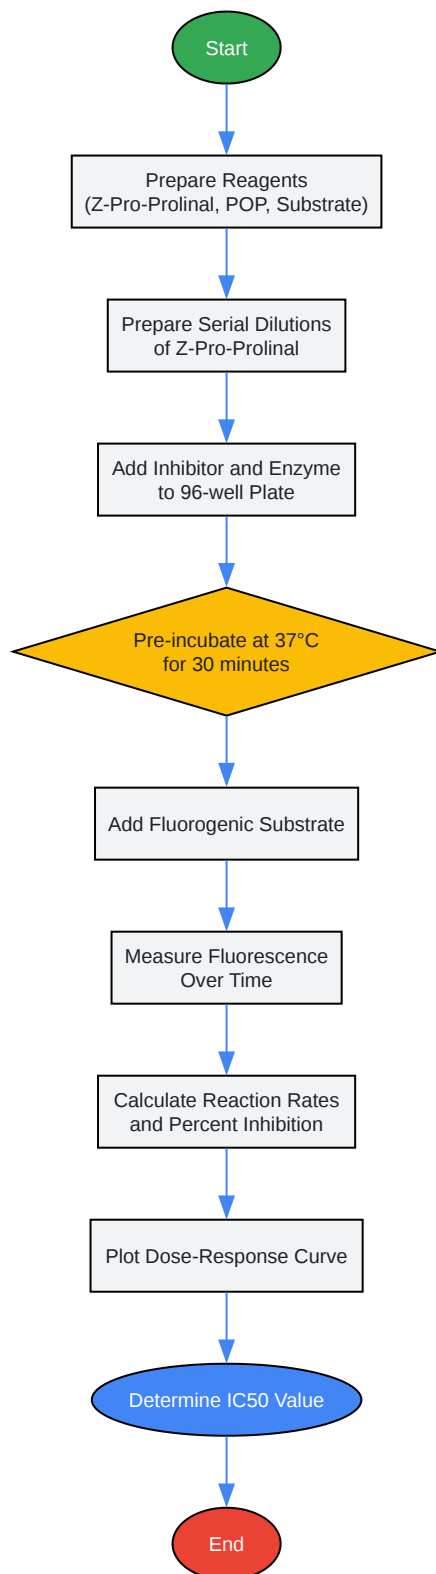 Start
Prepare Reagents
(Z-Pro-Prolinal, POP, Substrate)
Prepare Serial Dilutions
of Z-Pro-Prolinal
Add Inhibitor and Enzyme
to 96-well Plate
Pre-incubate at 37°C
for 30 minutes
Add Fluorogenic Substrate
Measure Fluorescence
Over Time
Calculate Reaction Rates
and Percent Inhibition
Plot Dose-Response Curve
Determine IC50 Value
End